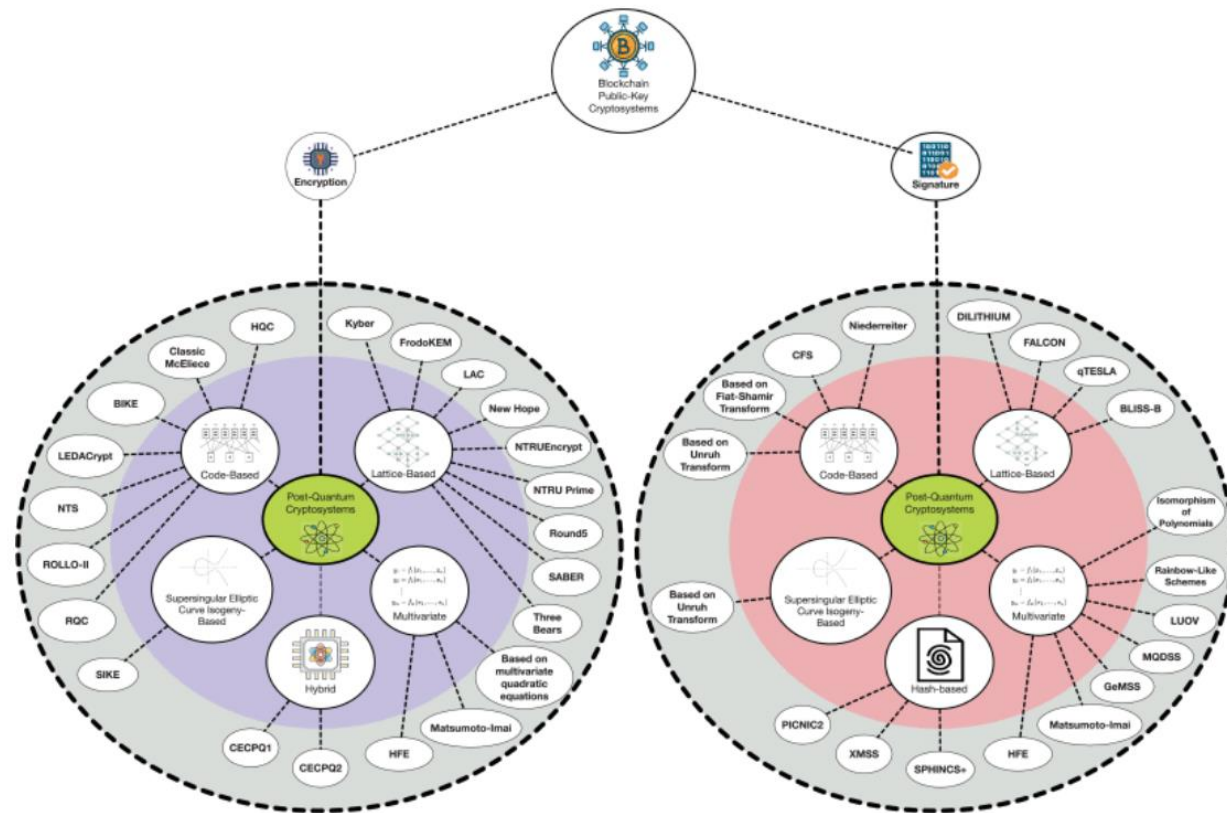 Blockchain
Public-Key
Cryptosystems
Encryption
Signature
HQC
Kyber
Classic
McEliece
FrodoKEM
LAC
BIKE
New Hope
LEDACrypt
Code-Based
Lattice-Based
NTRUEncrypt
NTS
Post-Quantum
Cryptosystems
NTRU Prime
Round5
ROLLO-II
SABER
RQC
Supersingular Elliptic
Curve Isogeny-
Based
Multivariate
Three
Bears
SIKE
Hybrid
Based on
multivariate
quadratic
equations
CECPQ1
CECPQ2
HFE
Matsumoto-Imai
Niederreiter
DILITHIUM
CFS
FALCON
Based on
Fiat-Shamir
Transform
qTESLA
BLISS-B
Based on
Unruh
Transform
Code-Based
Lattice-Based
Post-Quantum
Cryptosystems
Isomorphism
of
Polynomials
Based on
Unruh
Transform
Supersingular Elliptic
Curve Isogeny-
Based
Multivariate
Rainbow-Like
Schemes
LUOV
MQDSS
Hash-based
GeMSS
PICNIC2
XMSS
SPHINCS+
HFE
Matsumoto-Imai